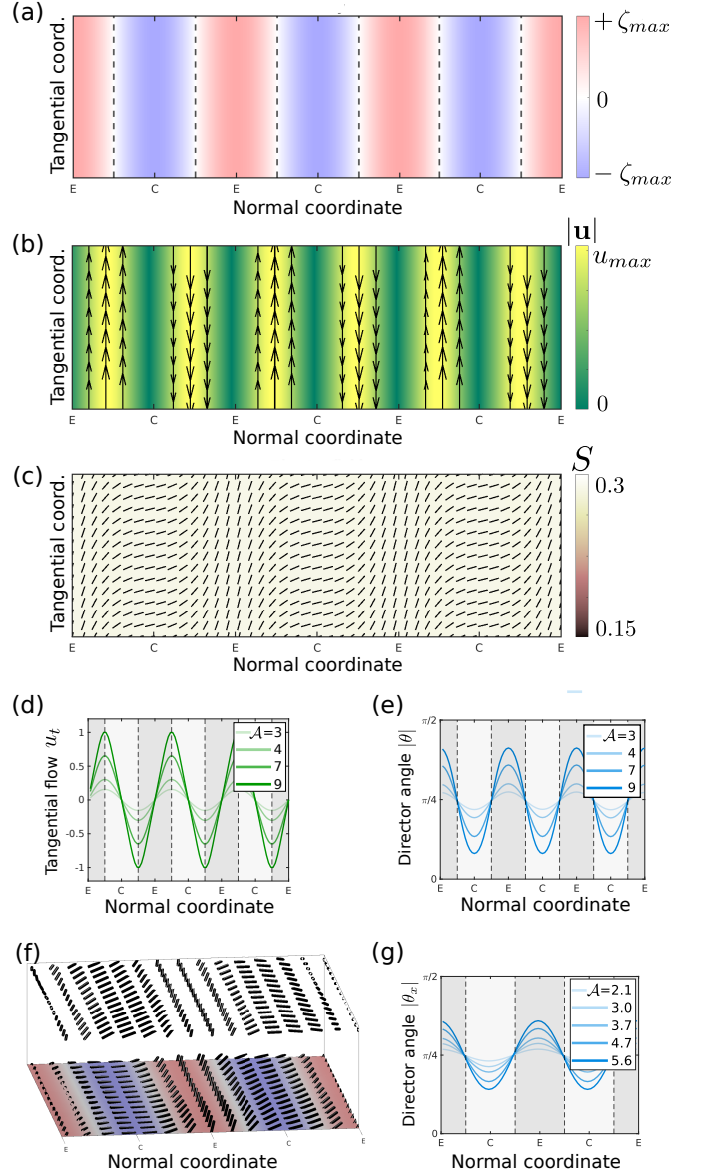 (a)
Tangential coord.
+ ζmax
0
− ζmax
E C E C E C E
Normal coordinate
(b)
Tangential coord.
|u|
umax
0
E C E C E C E
Normal coordinate
(c)
Tangential coord.
S
0.3
0.15
E C E C E C E
Normal coordinate
(d)
Tangential flow ut
1
0.5
0
-0.5
-1
𝒜=3
4
7
9
E C E C E C E
Normal coordinate
(e)
Director angle |θ|
π/2
π/4
0
𝒜=3
4
7
9
E C E C E C E
Normal coordinate
(f)
E C E C E
Normal coordinate
(g)
Director angle |θx|
π/2
π/4
0
𝒜=2.1
3.0
3.7
4.7
5.6
E C E C E
Normal coordinate